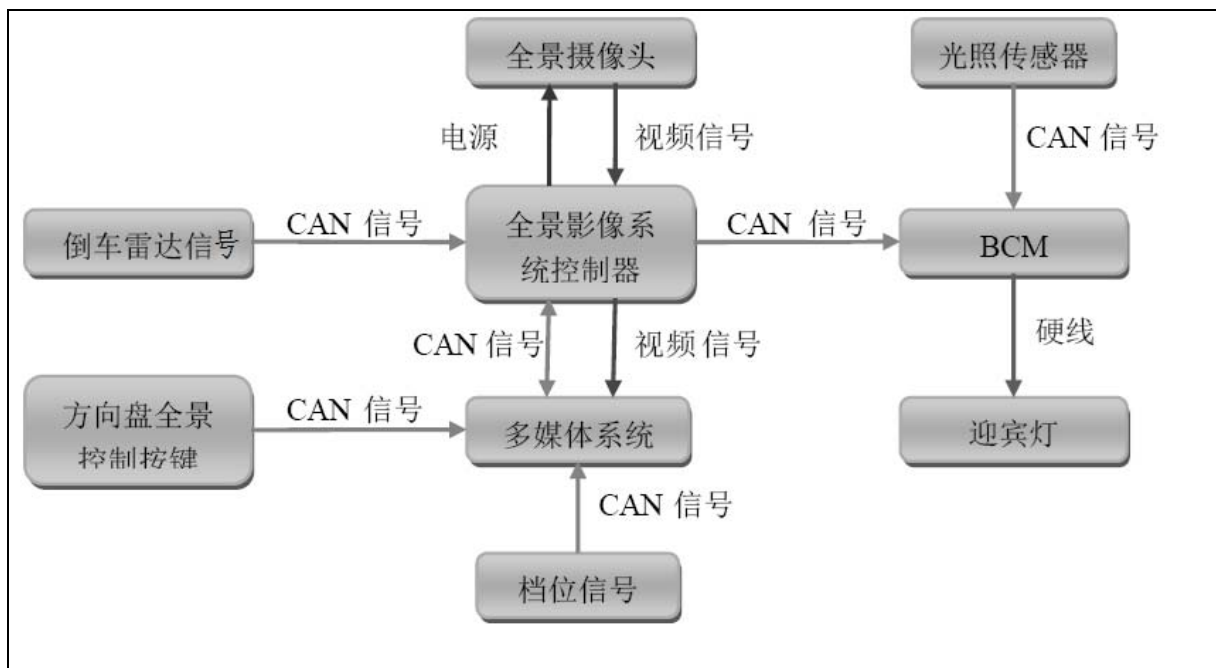 全景摄像头
光照传感器
电源
视频信号
CAN 信号
倒车雷达信号
CAN 信号
全景影像系
统控制器
CAN 信号
BCM
CAN 信号
视频信号
硬线
方向盘全景
控制按键
CAN 信号
多媒体系统
迎宾灯
CAN 信号
档位信号